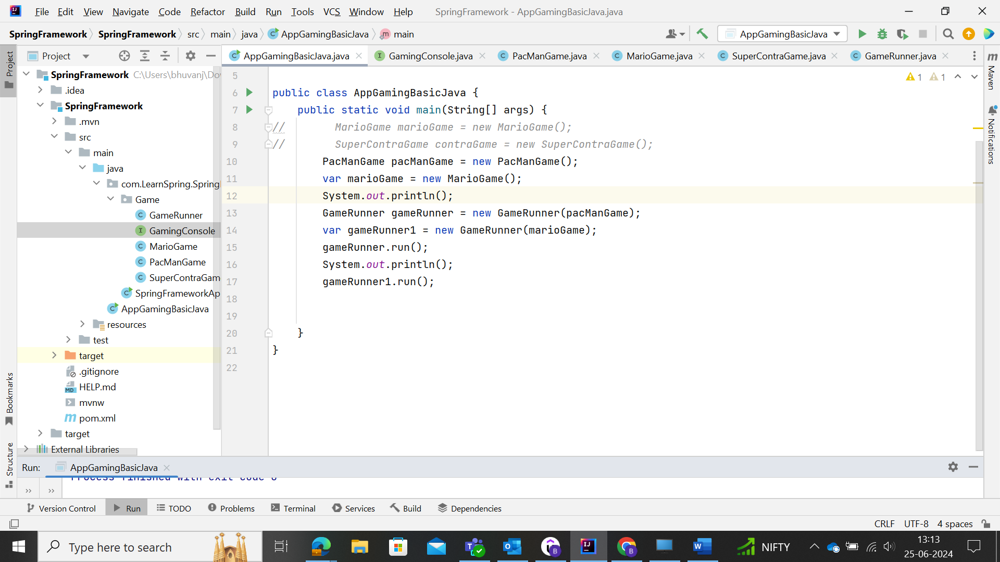 File Edit View Navigate Code Refactor Build Run Tools VCS Window Help SpringFramework - AppGamingBasicJava.java
SpringFramework SpringFramework src main java AppGamingBasicJava main AppGamingBasicJava
Project
AppGamingBasicJava.java GamingConsole.java PacManGame.java MarioGame.java SuperContraGame.java GameRunner.java
Project
Bookmarks
Structure
SpringFramework C:\Users\bhuvanj\Do
.idea
SpringFramework
.mvn
src
main
java
com.LearnSpring.Spring
Game
GameRunner
GamingConsole
MarioGame
PacManGame
SuperContraGam
SpringFrameworkAp
AppGamingBasicJava
resources
test
target
.gitignore
HELP.md
mvnw
pom.xml
target
External Libraries
1 1
5
6 public class AppGamingBasicJava {
7 public static void main(String[] args) {
8 // MarioGame marioGame = new MarioGame();
9 // SuperContraGame contraGame = new SuperContraGame();
10 PacManGame pacManGame = new PacManGame();
11 var marioGame = new MarioGame();
12 System.out.println();
13 GameRunner gameRunner = new GameRunner(pacManGame);
14 var gameRunner1 = new GameRunner(marioGame);
15 gameRunner.run();
16 System.out.println();
17 gameRunner1.run();
18
19
20 }
21 }
22
m Maven
Notifications
Run: AppGamingBasicJava
Process finished with exit code 0
Version Control Run TODO Problems Terminal Services Build Dependencies
CRLF UTF-8 4 spaces
Type here to search
NIFTY
13:13
25-06-2024